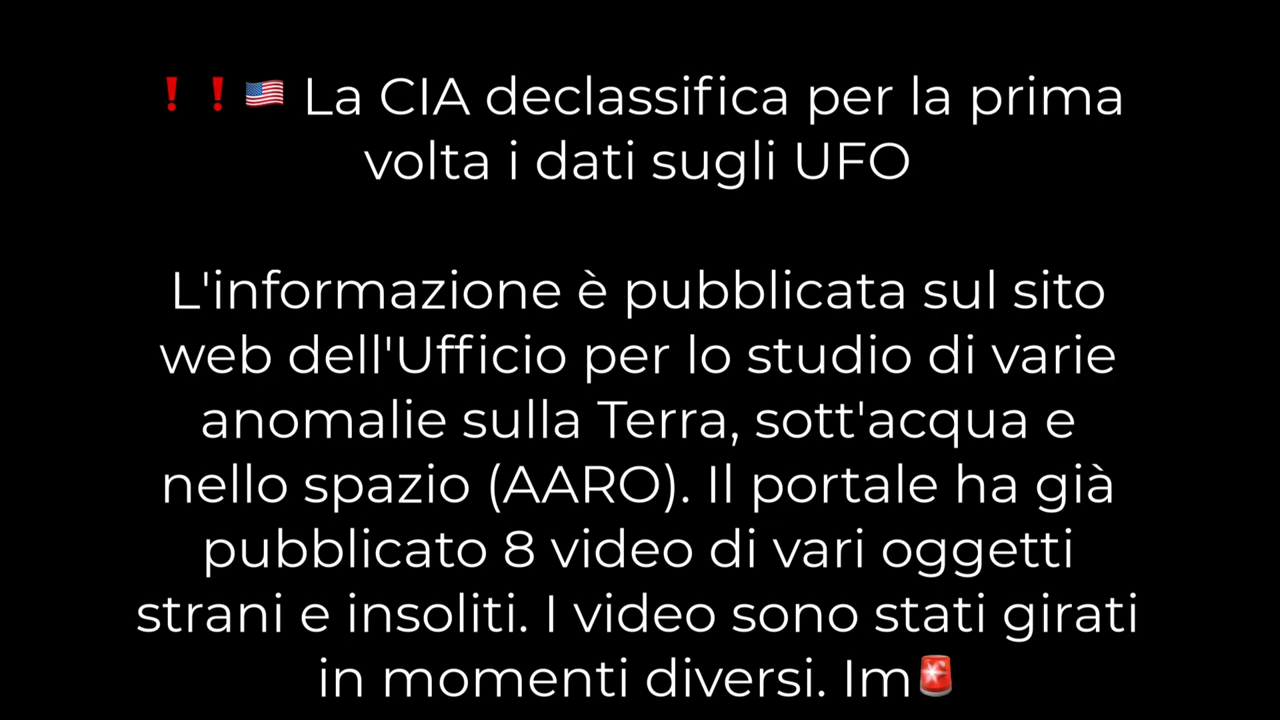 ❗❗🇺🇸 La CIA declassifica per la prima
volta i dati sugli UFO
L'informazione è pubblicata sul sito
web dell'Ufficio per lo studio di varie
anomalie sulla Terra, sott'acqua e
nello spazio (AARO). Il portale ha già
pubblicato 8 video di vari oggetti
strani e insoliti. I video sono stati girati
in momenti diversi. Im🚨